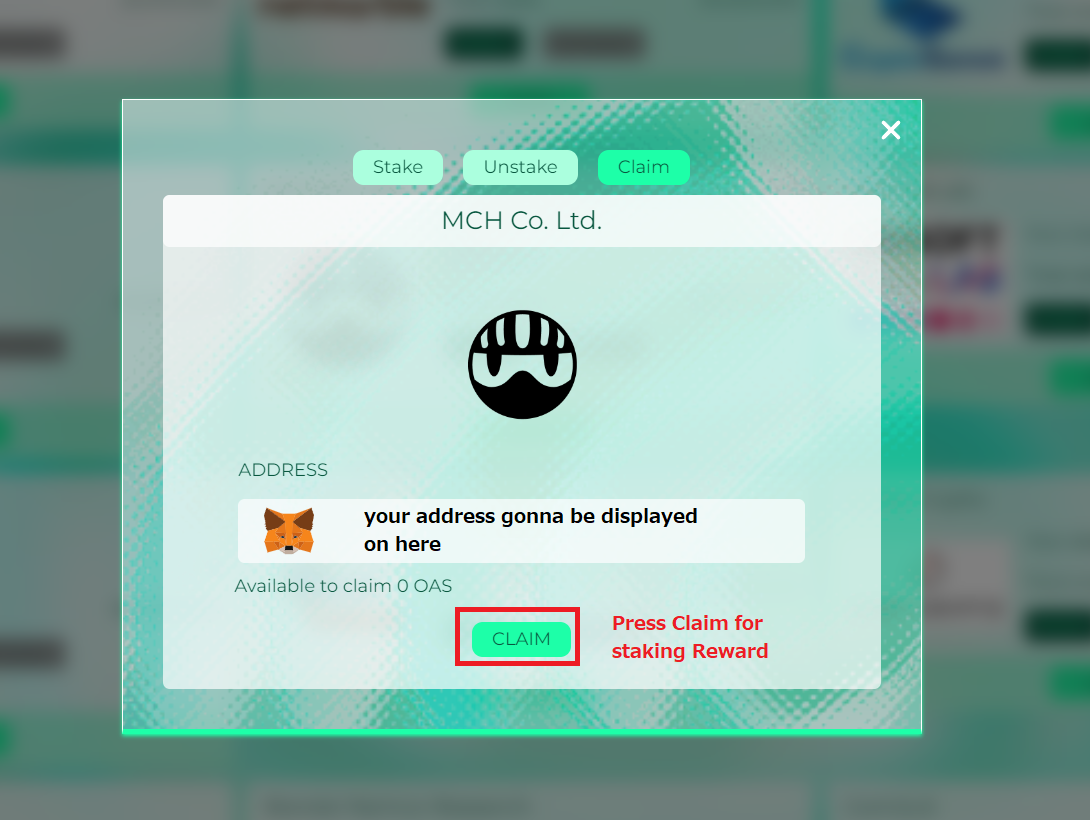 Stake
Unstake
Claim
MCH Co. Ltd.
ADDRESS
your address gonna be displayed
on here
Available to claim 0 OAS
CLAIM
Press Claim for
staking Reward